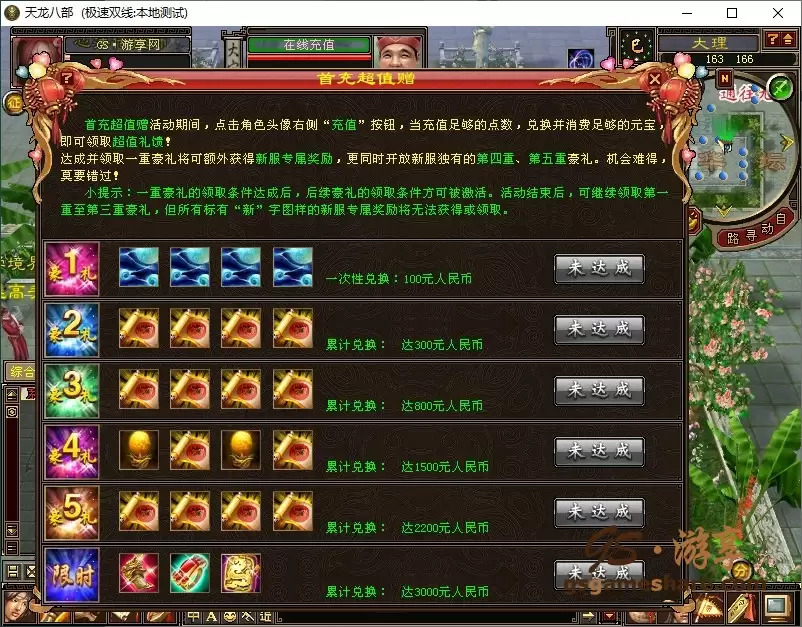 天龙八部 (极速双线:本地测试)
GS·游享网
在线充值
大理
163 166
首充超值赠
首充超值赠活动期间，点击角色头像右侧“充值”按钮，当充值足够的点数，兑换并消费足够的元宝，
即可领取超值礼馈！
达成并领取一重豪礼将可额外获得新服专属奖励，更同时开放新服独有的第四重、第五重豪礼。机会难得，
莫要错过！
小提示：一重豪礼的领取条件达成后，后续豪礼的领取条件方可被激活。活动结束后，可继续领取第一
重至第三重豪礼，但所有标有“新”字图样的新服专属奖励将无法获得或领取。
自动寻路
豪1礼
一次性兑换：100元人民币
未达成
豪2礼
累计兑换： 达300元人民币
未达成
豪3礼
累计兑换： 达800元人民币
未达成
豪4礼
累计兑换： 达1500元人民币
未达成
豪5礼
累计兑换： 达2200元人民币
未达成
限时
累计兑换： 达3000元人民币
未达成
综合
中 A 近